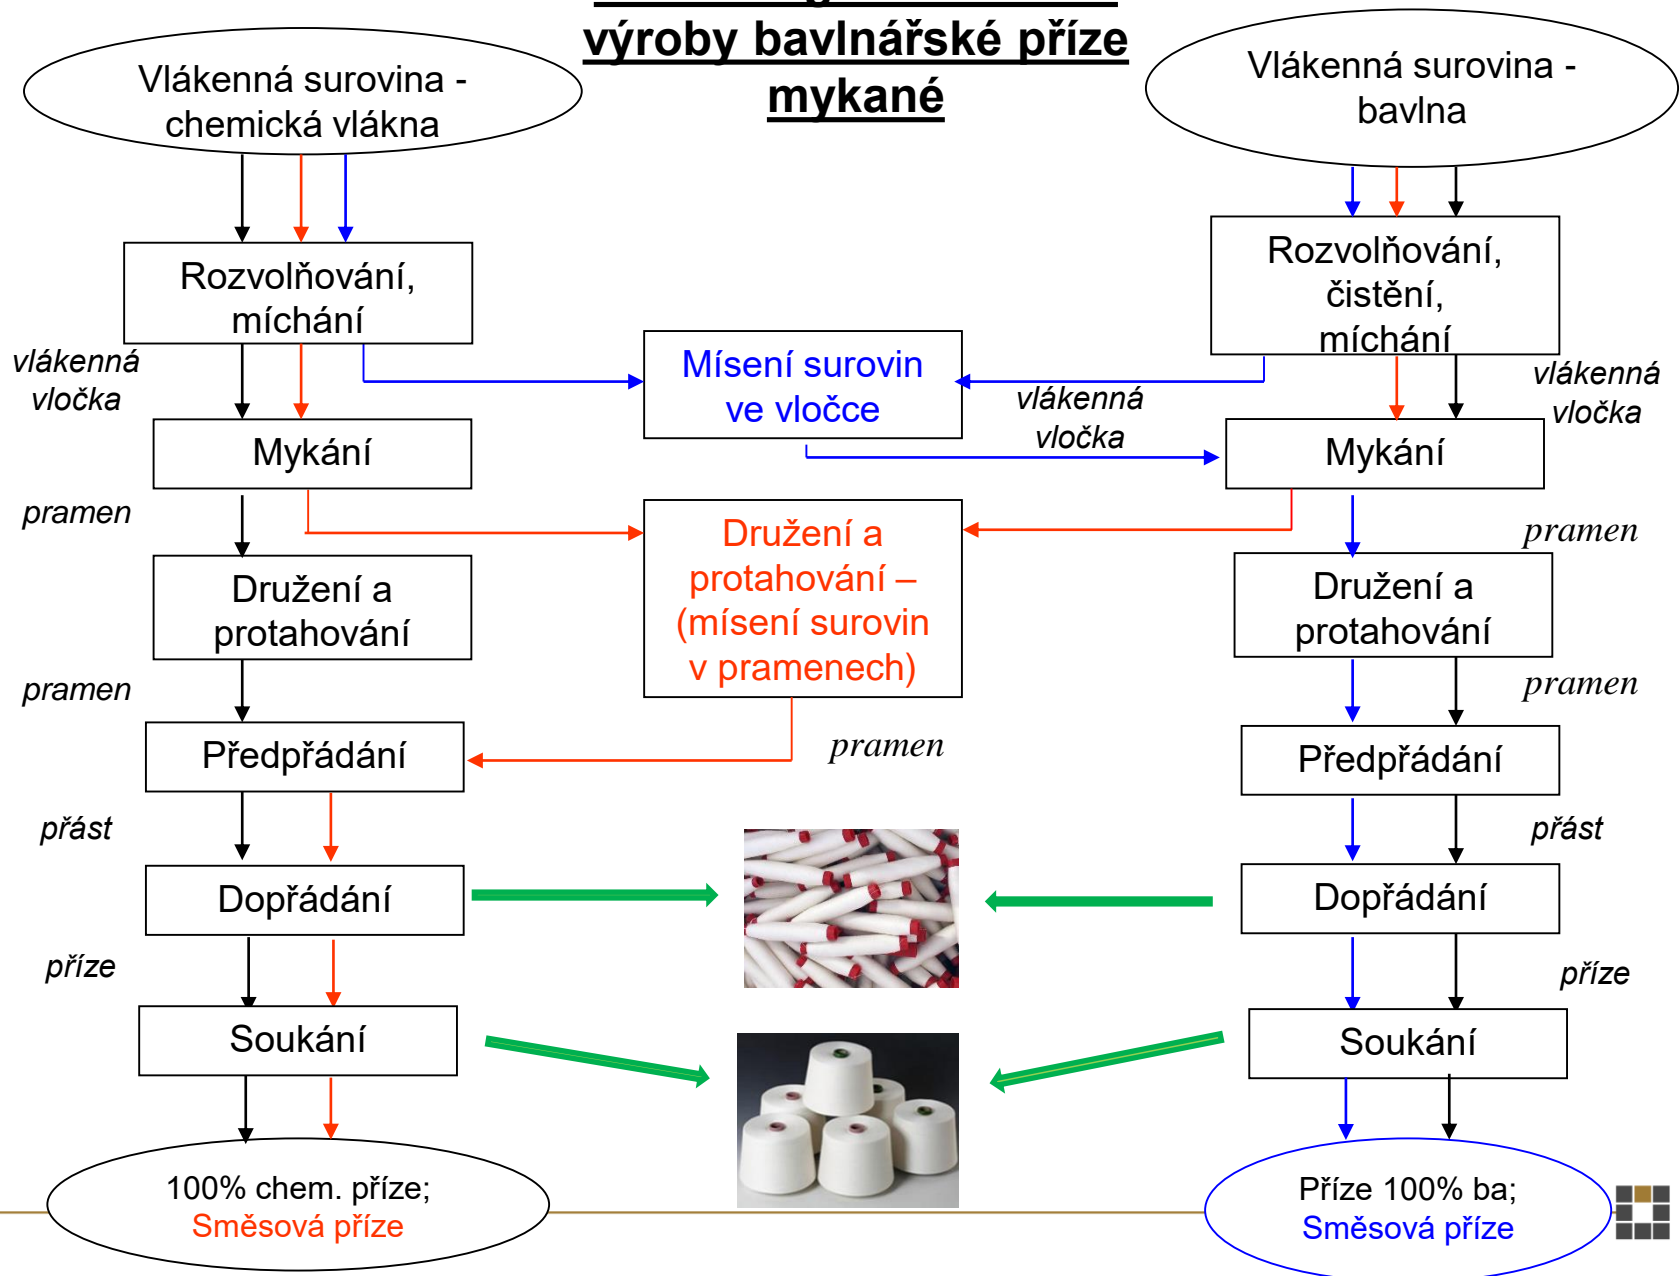 výroby bavlnářské příze
mykané
Vlákenná surovina -
chemická vlákna
Vlákenná surovina -
bavlna
Rozvolňování,
míchání
Rozvolňování,
čistění,
míchání
vlákenná
vločka
Mísení surovin
ve vločce
vlákenná
vločka
vlákenná
vločka
Mykání
Mykání
pramen
Družení a
protahování –
(mísení surovin
v pramenech)
pramen
Družení a
protahování
Družení a
protahování
pramen
pramen
Předpřádání
pramen
Předpřádání
přást
přást
Dopřádání
Dopřádání
příze
příze
Soukání
Soukání
100% chem. příze;
Směsová příze
Příze 100% ba;
Směsová příze